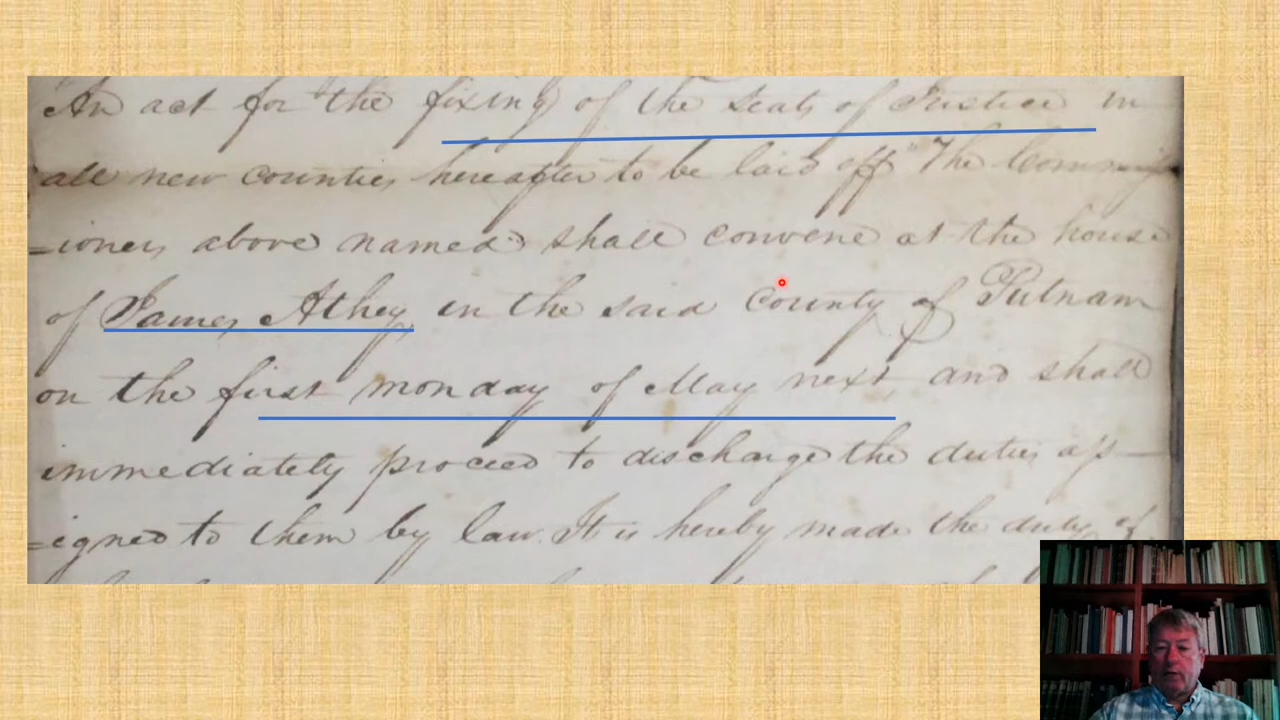 An act for the fixing of the Seats of Justice in
all new counties hereafter to be laid off" The Commiss
=ioners above named shall convene at the house
of James Athey in the said County of Putnam
on the first monday of May next, and shall
immediately proceed to discharge the duties ass—
=igned to them by law. It is hereby made the duty of